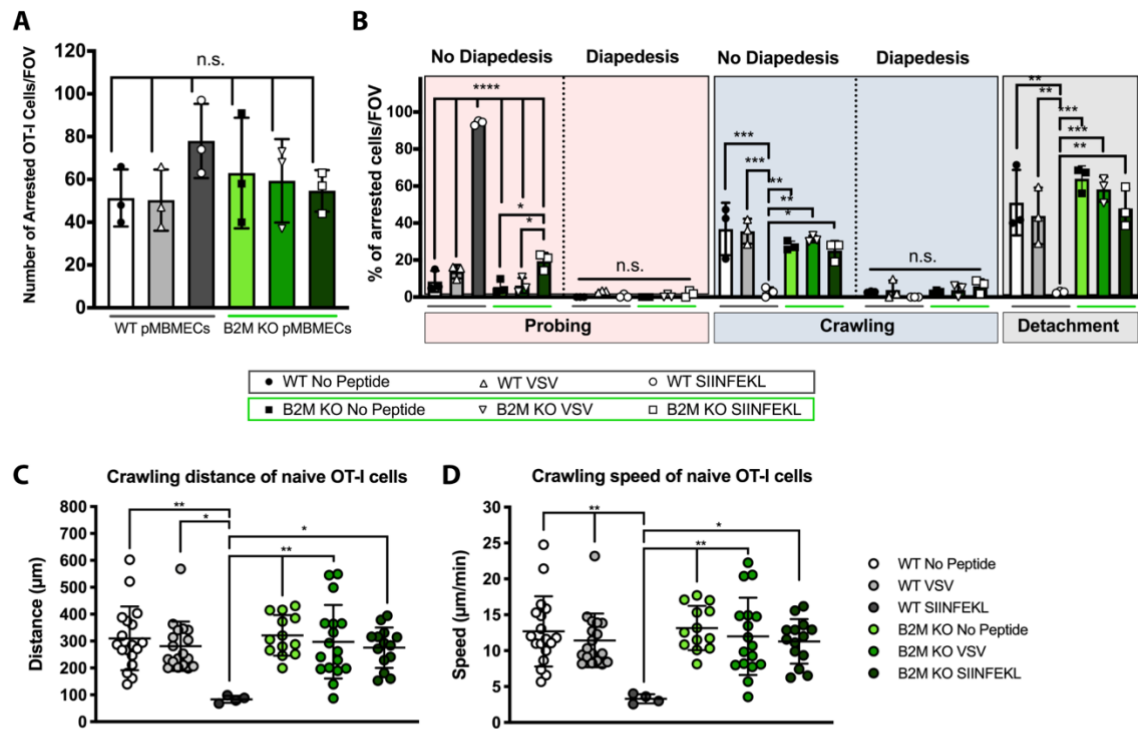 A
Number of Arrested OT-I Cells/FOV
120
100
80
60
40
20
0
n.s.
WT pMBMECs
B2M KO pMBMECs
B
No Diapedesis
Diapedesis
No Diapedesis
Diapedesis
% of arrested cells/FOV
100
80
60
40
20
0
****
*
*
n.s.
***
***
**
**
*
n.s.
**
**
***
***
**
Probing
Crawling
Detachment
WT No Peptide
WT VSV
WT SIINFEKL
B2M KO No Peptide
B2M KO VSV
B2M KO SIINFEKL
C
Crawling distance of naive OT-I cells
Distance (µm)
800
700
600
500
400
300
200
100
0
**
*
*
**
D
Crawling speed of naive OT-I cells
Speed (µm/min)
30
25
20
15
10
5
0
**
*
**
WT No Peptide
WT VSV
WT SIINFEKL
B2M KO No Peptide
B2M KO VSV
B2M KO SIINFEKL